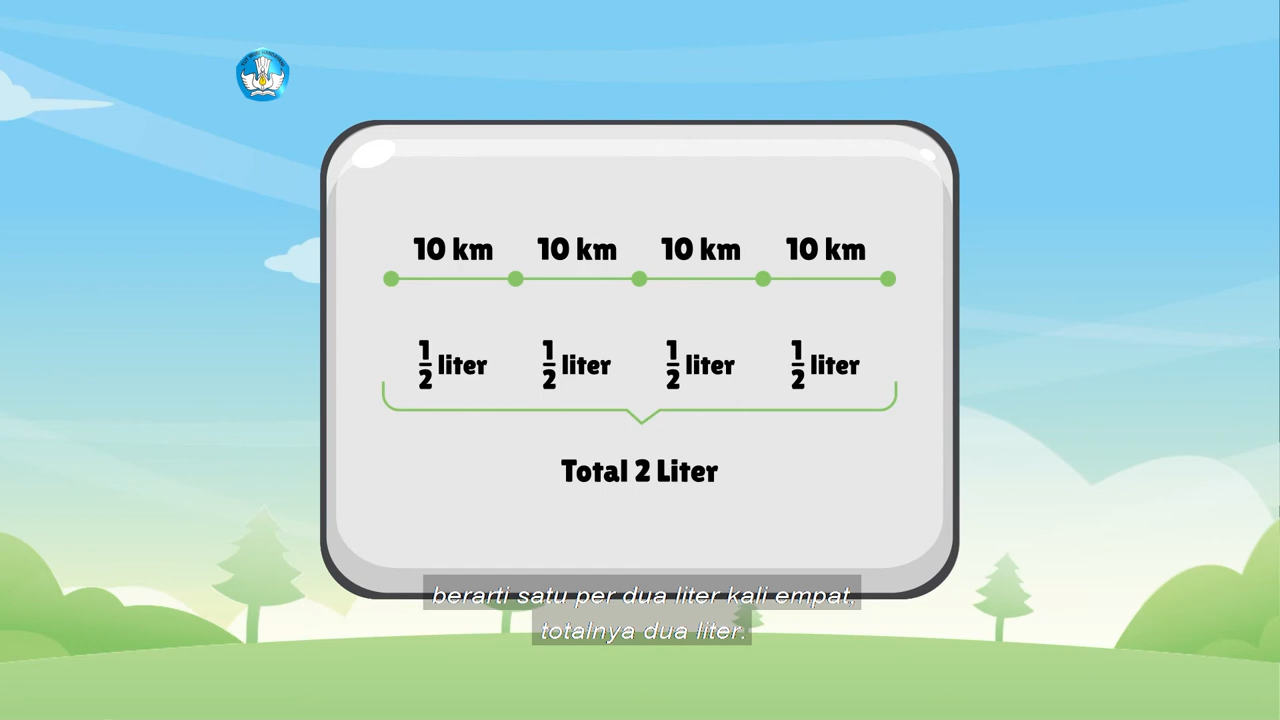 10 km 10 km 10 km 10 km
1/2 liter 1/2 liter 1/2 liter 1/2 liter
Total 2 Liter
berarti satu per dua liter kali empat,
totalnya dua liter.